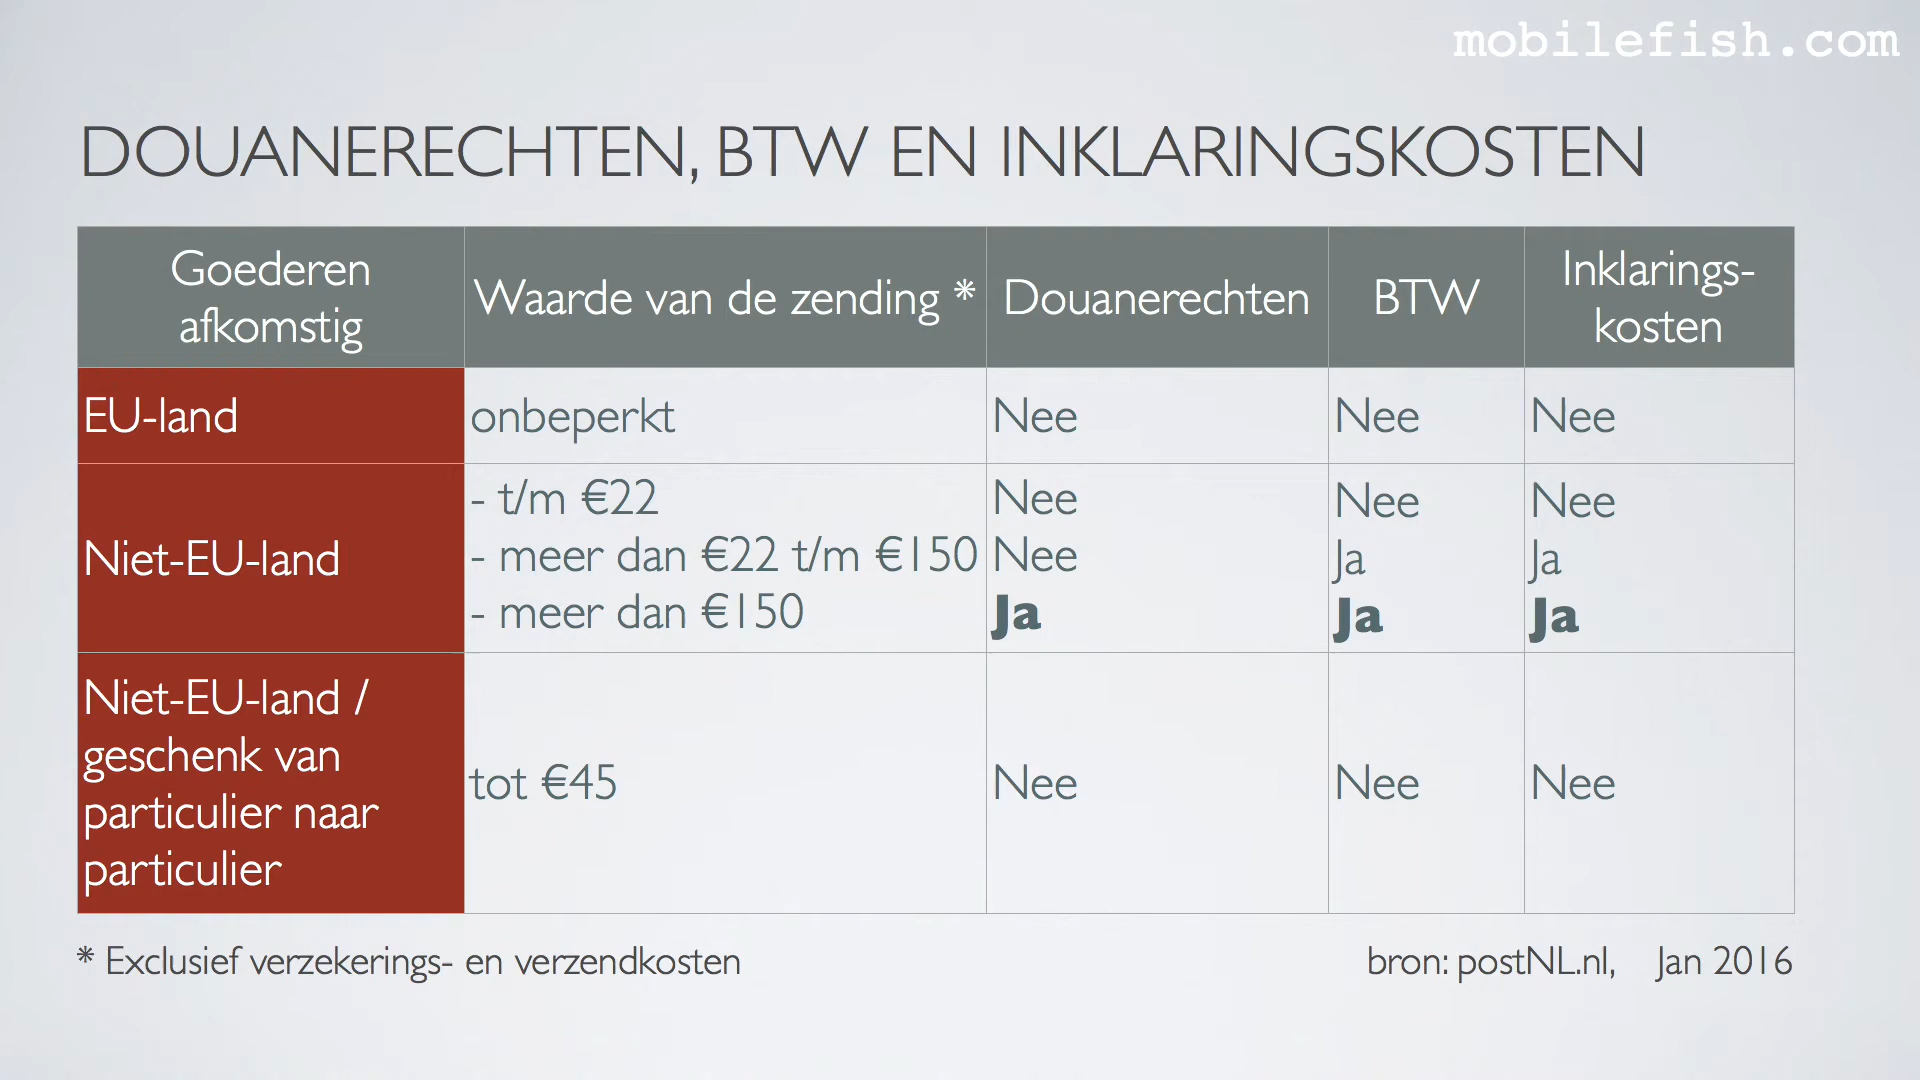 mobilefish.com
DOUANERECHTEN, BTW EN INKLARINGSKOSTEN
Goederen
afkomstig
Waarde van de zending *
Douanerechten
BTW
Inklarings-
kosten
EU-land
onbeperkt
Nee
Nee
Nee
Niet-EU-land
- t/m €22
Nee
Nee
Nee
- meer dan €22 t/m €150
Nee
Ja
Ja
- meer dan €150
Ja
Ja
Ja
Niet-EU-land /
geschenk van
particulier naar
particulier
tot €45
Nee
Nee
Nee
* Exclusief verzekerings- en verzendkosten
bron: postNL.nl, Jan 2016